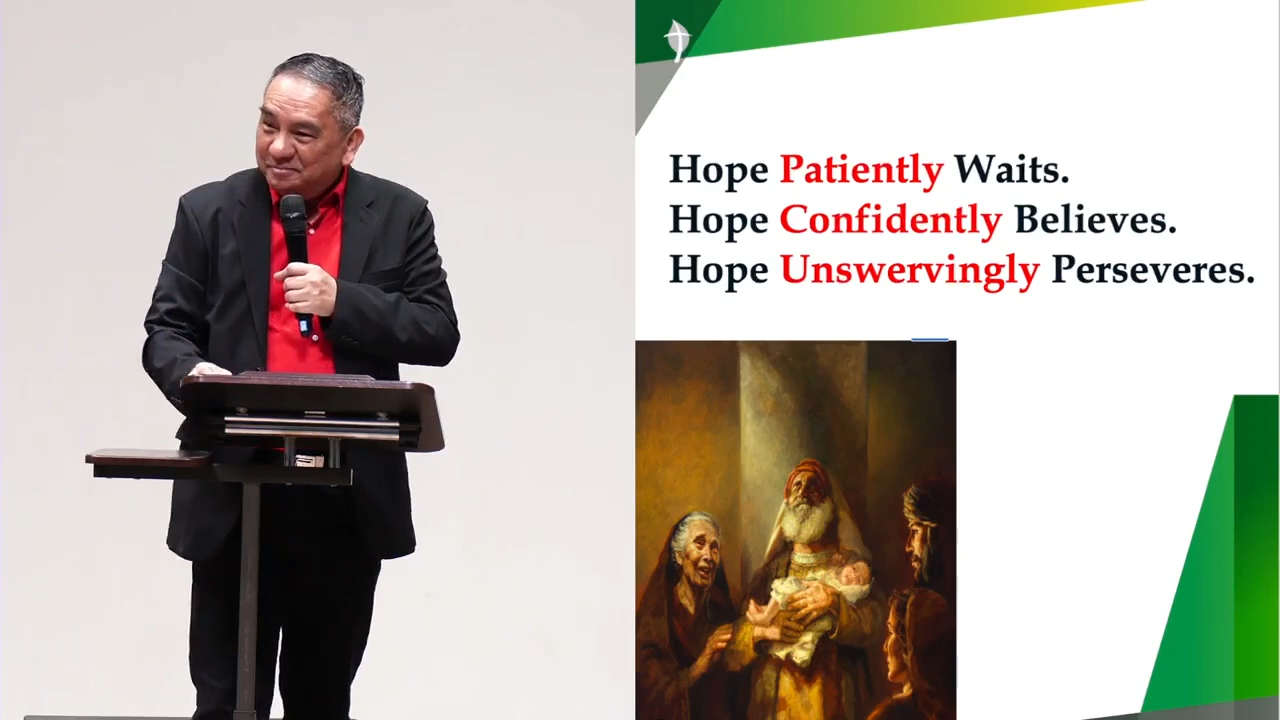 Hope Patiently Waits.
Hope Confidently Believes.
Hope Unswervingly Perseveres.